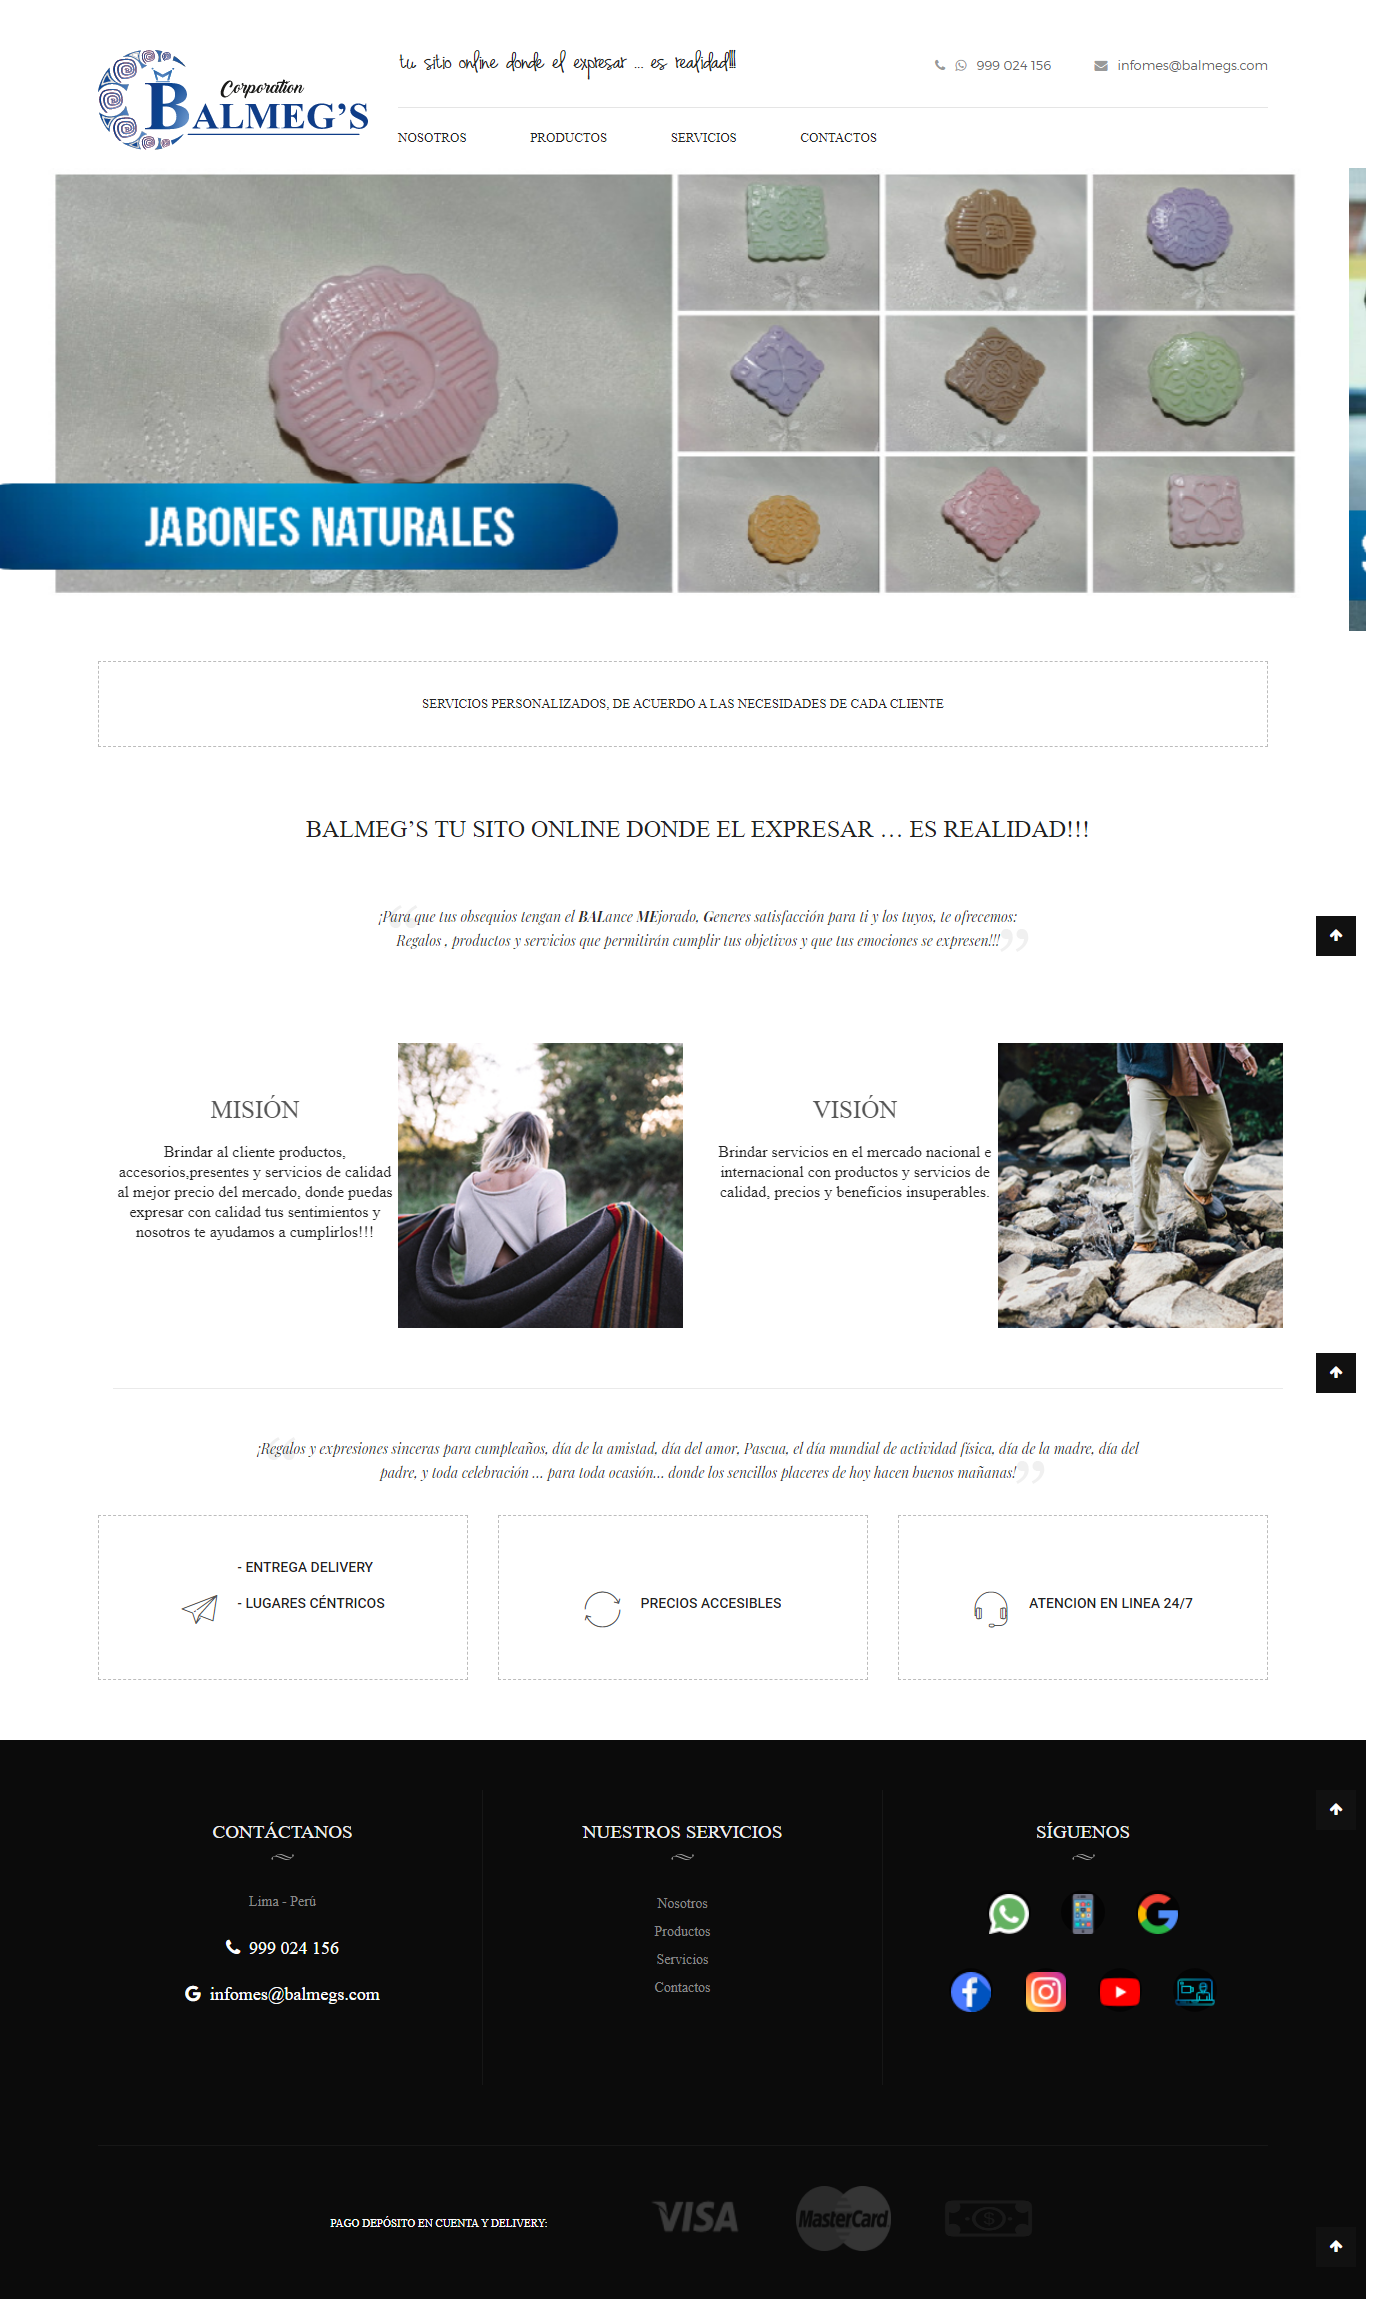 Corporation
BALMEG'S
tu sitio online donde el expresar ... es realidad!!!
999 024 156
infomes@balmegs.com
NOSOTROS
PRODUCTOS
SERVICIOS
CONTACTOS
福
JABONES NATURALES
SERVICIOS PERSONALIZADOS, DE ACUERDO A LAS NECESIDADES DE CADA CLIENTE
BALMEG’S TU SITO ONLINE DONDE EL EXPRESAR … ES REALIDAD!!!
¡Para que tus obsequios tengan el BALance MEjorado, Generes satisfacción para ti y los tuyos, te ofrecemos:
Regalos , productos y servicios que permitirán cumplir tus objetivos y que tus emociones se expresen!!!
MISIÓN
Brindar al cliente productos,
accesorios,presentes y servicios de calidad
al mejor precio del mercado, donde puedas
expresar con calidad tus sentimientos y
nosotros te ayudamos a cumplirlos!!!
VISIÓN
Brindar servicios en el mercado nacional e
internacional con productos y servicios de
calidad, precios y beneficios insuperables.
¡Regalos y expresiones sinceras para cumpleaños, día de la amistad, día del amor, Pascua, el día mundial de actividad física, día de la madre, día del
padre, y toda celebración ... para toda ocasión... donde los sencillos placeres de hoy hacen buenos mañanas!
- ENTREGA DELIVERY
- LUGARES CÉNTRICOS
PRECIOS ACCESIBLES
ATENCION EN LINEA 24/7
CONTÁCTANOS
Lima - Perú
999 024 156
infomes@balmegs.com
NUESTROS SERVICIOS
Nosotros
Productos
Servicios
Contactos
SÍGUENOS
PAGO DEPÓSITO EN CUENTA Y DELIVERY:
VISA
MasterCard